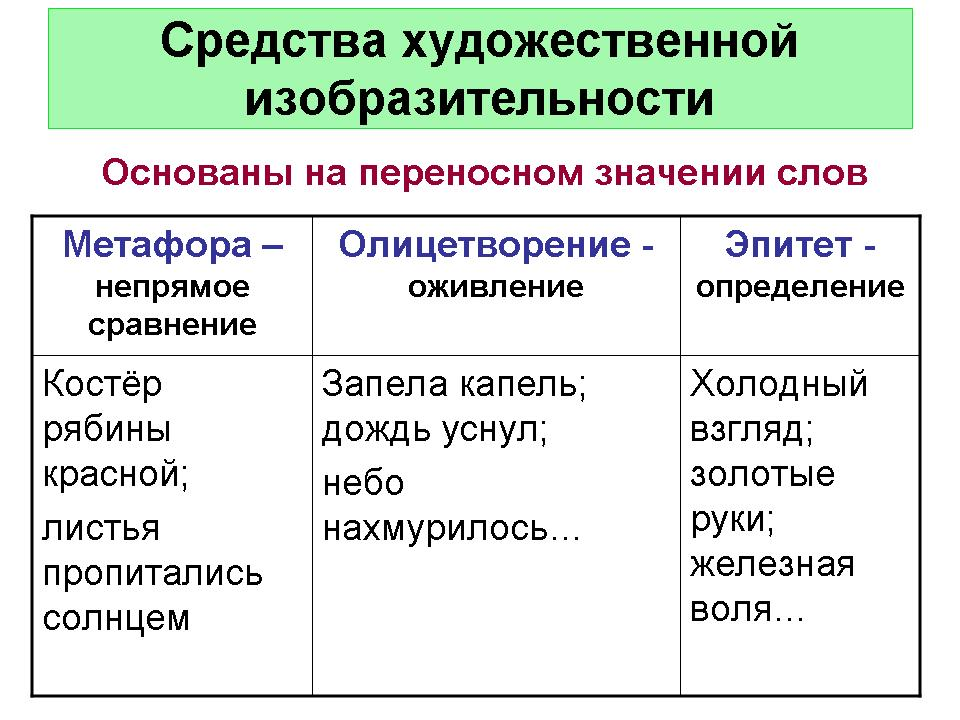 Средства художественной
изобразительности
Основаны на переносном значении слов
Метафора –
непрямое
сравнение
Олицетворение -
оживление
Эпитет -
определение
Костёр
рябины
красной;
листья
пропитались
солнцем
Запела капель;
дождь уснул;
небо
нахмурилось…
Холодный
взгляд;
золотые
руки;
железная
воля…